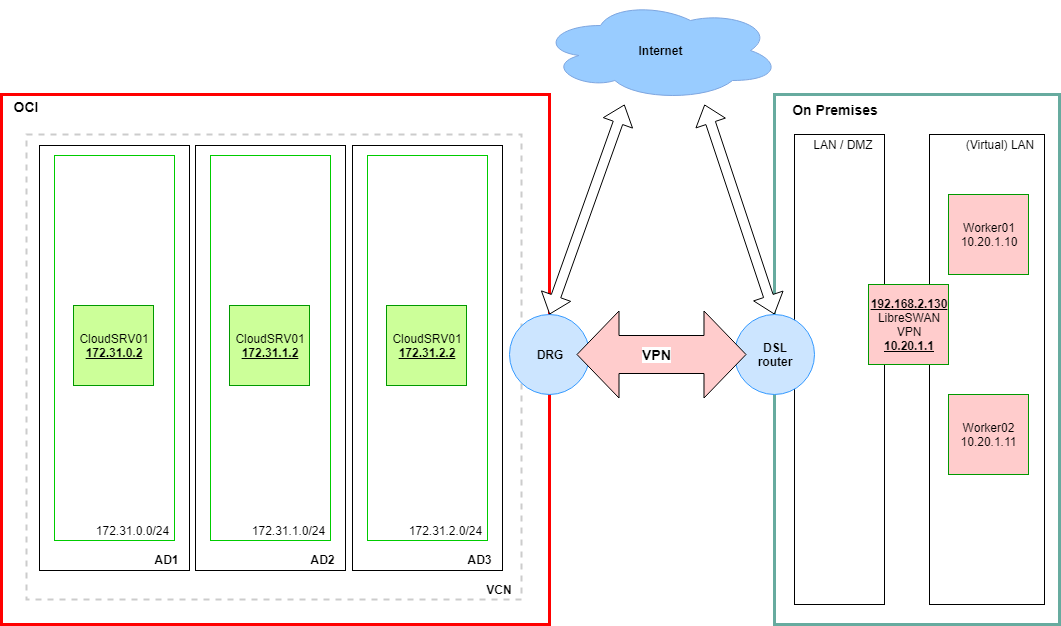 Internet
OCI
CloudSRV01
172.31.0.2
172.31.0.0/24
AD1
CloudSRV01
172.31.1.2
172.31.1.0/24
AD2
CloudSRV01
172.31.2.2
172.31.2.0/24
AD3
VCN
DRG
VPN
DSL
router
On Premises
LAN / DMZ
(Virtual) LAN
Worker01
10.20.1.10
192.168.2.130
LibreSWAN
VPN
10.20.1.1
Worker02
10.20.1.11